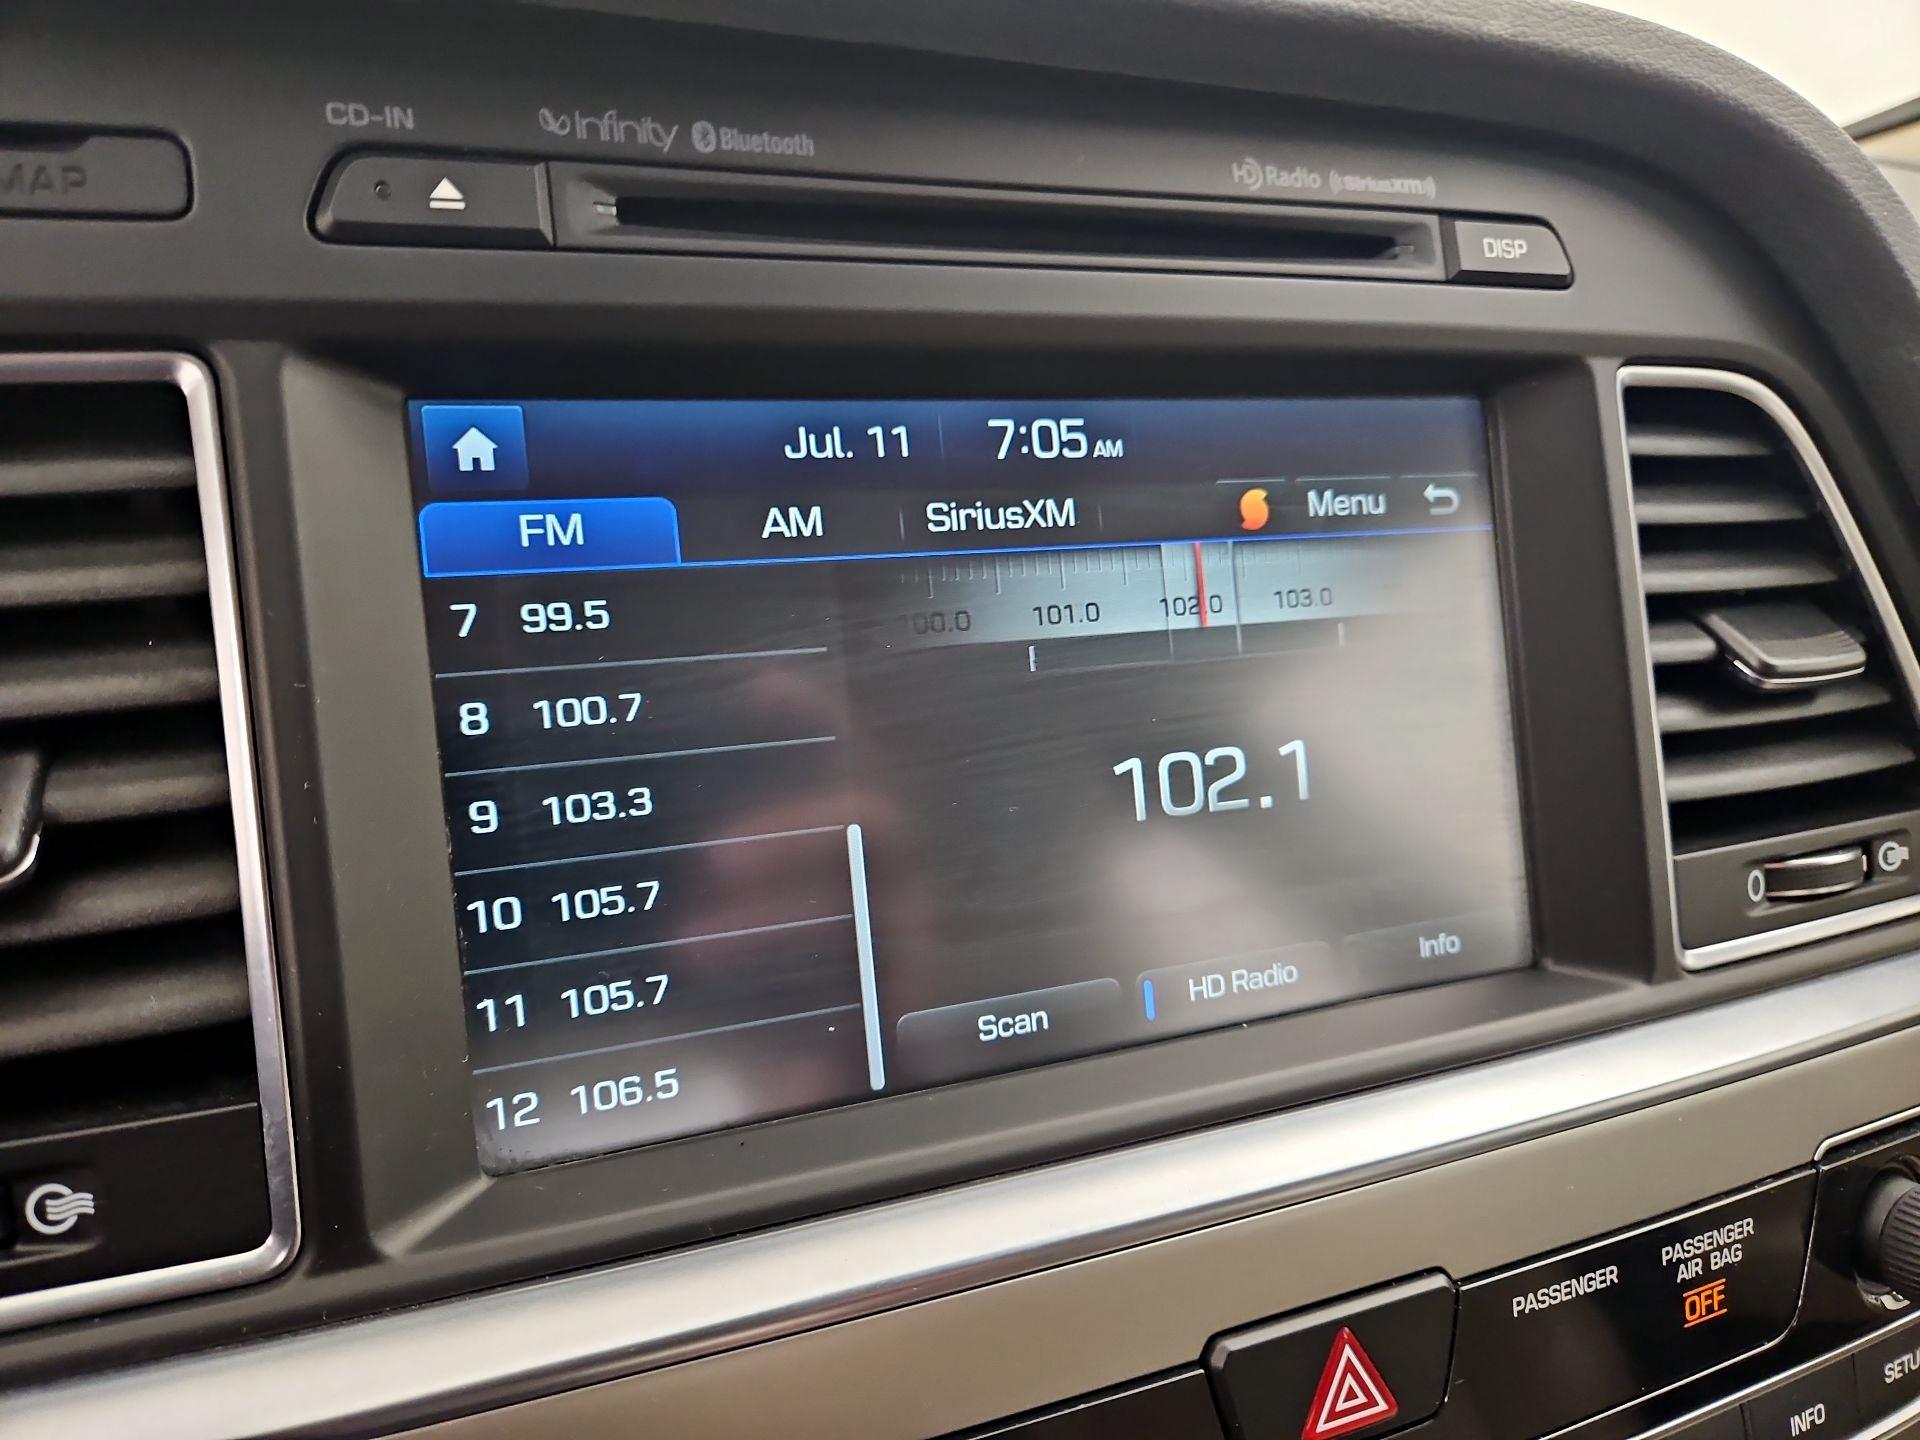 CD-IN
Infinity Bluetooth
HD Radio ((SiriusXM))
MAP
DISP
Jul. 11 7:05 AM
FM AM SiriusXM Menu
100.0 101.0 102.0 103.0
7 99.5
8 100.7
9 103.3
10 105.7
11 105.7
12 106.5
102.1
Scan HD Radio Info
PASSENGER
PASSENGER
AIR BAG
OFF
INFO